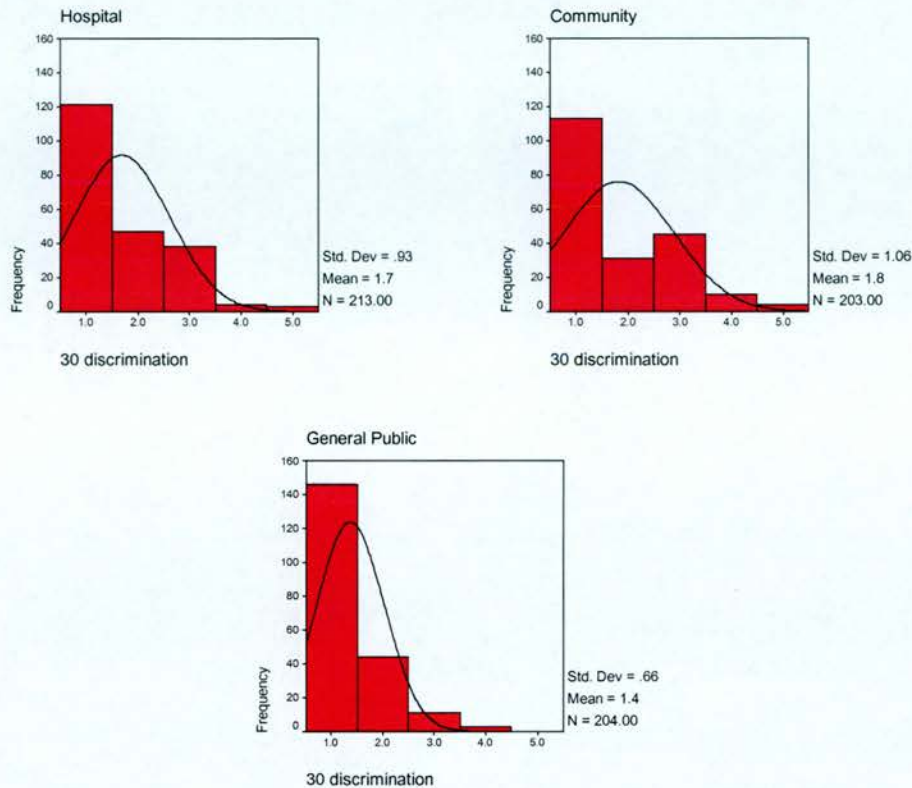 Hospital
160
140
120
100
80
60
40
20
0
Frequency
1.0 2.0 3.0 4.0 5.0
Std. Dev = .93
Mean = 1.7
N = 213.00
30 discrimination
Community
160
140
120
100
80
60
40
20
0
Frequency
1.0 2.0 3.0 4.0 5.0
Std. Dev = 1.06
Mean = 1.8
N = 203.00
30 discrimination
General Public
160
140
120
100
80
60
40
20
0
Frequency
1.0 2.0 3.0 4.0 5.0
Std. Dev = .66
Mean = 1.4
N = 204.00
30 discrimination